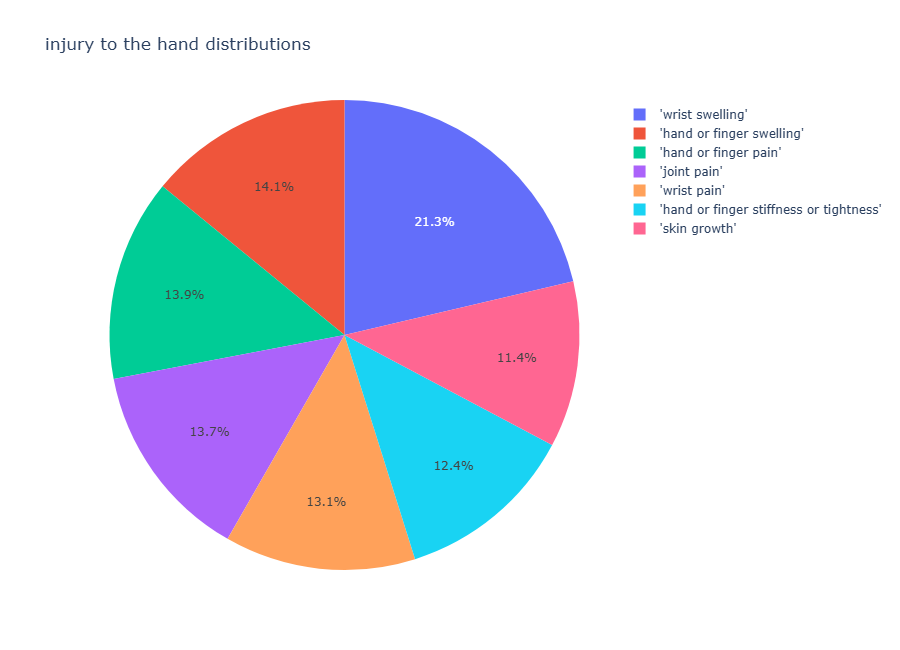 injury to the hand distributions
'wrist swelling'
'hand or finger swelling'
'hand or finger pain'
'joint pain'
'wrist pain'
'hand or finger stiffness or tightness'
'skin growth'
14.1%
21.3%
13.9%
11.4%
13.7%
12.4%
13.1%